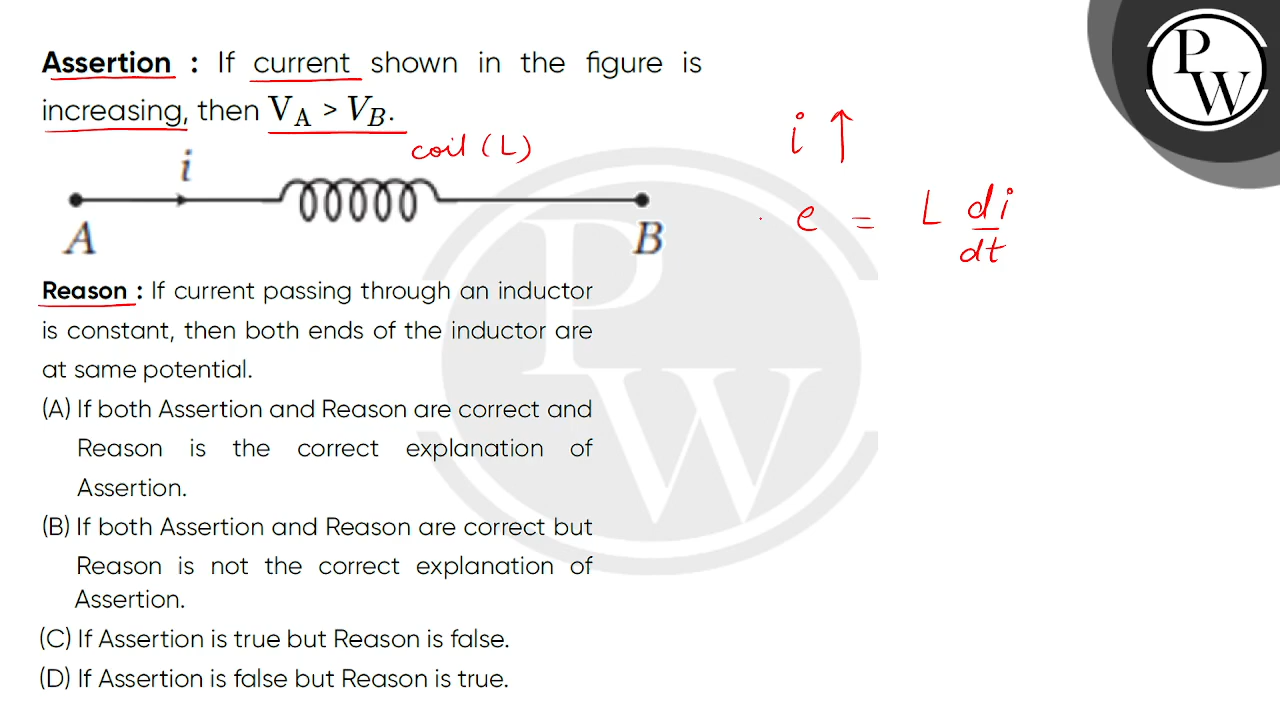 Assertion : If current shown in the figure is
increasing, then V_A > V_B.
coil (L)
i
A
B
i ↑
e = L di/dt
Reason : If current passing through an inductor
is constant, then both ends of the inductor are
at same potential.
(A) If both Assertion and Reason are correct and
Reason is the correct explanation of
Assertion.
(B) If both Assertion and Reason are correct but
Reason is not the correct explanation of
Assertion.
(C) If Assertion is true but Reason is false.
(D) If Assertion is false but Reason is true.
PW
PW